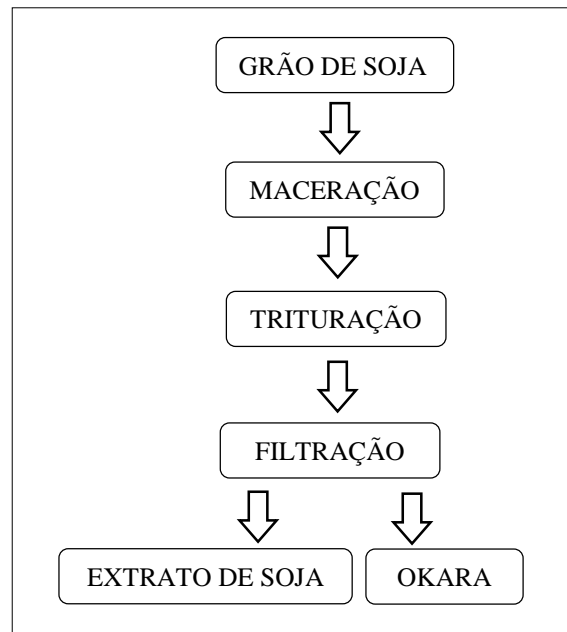 GRÃO DE SOJA
MACERAÇÃO
TRITURAÇÃO
FILTRAÇÃO
EXTRATO DE SOJA
OKARA